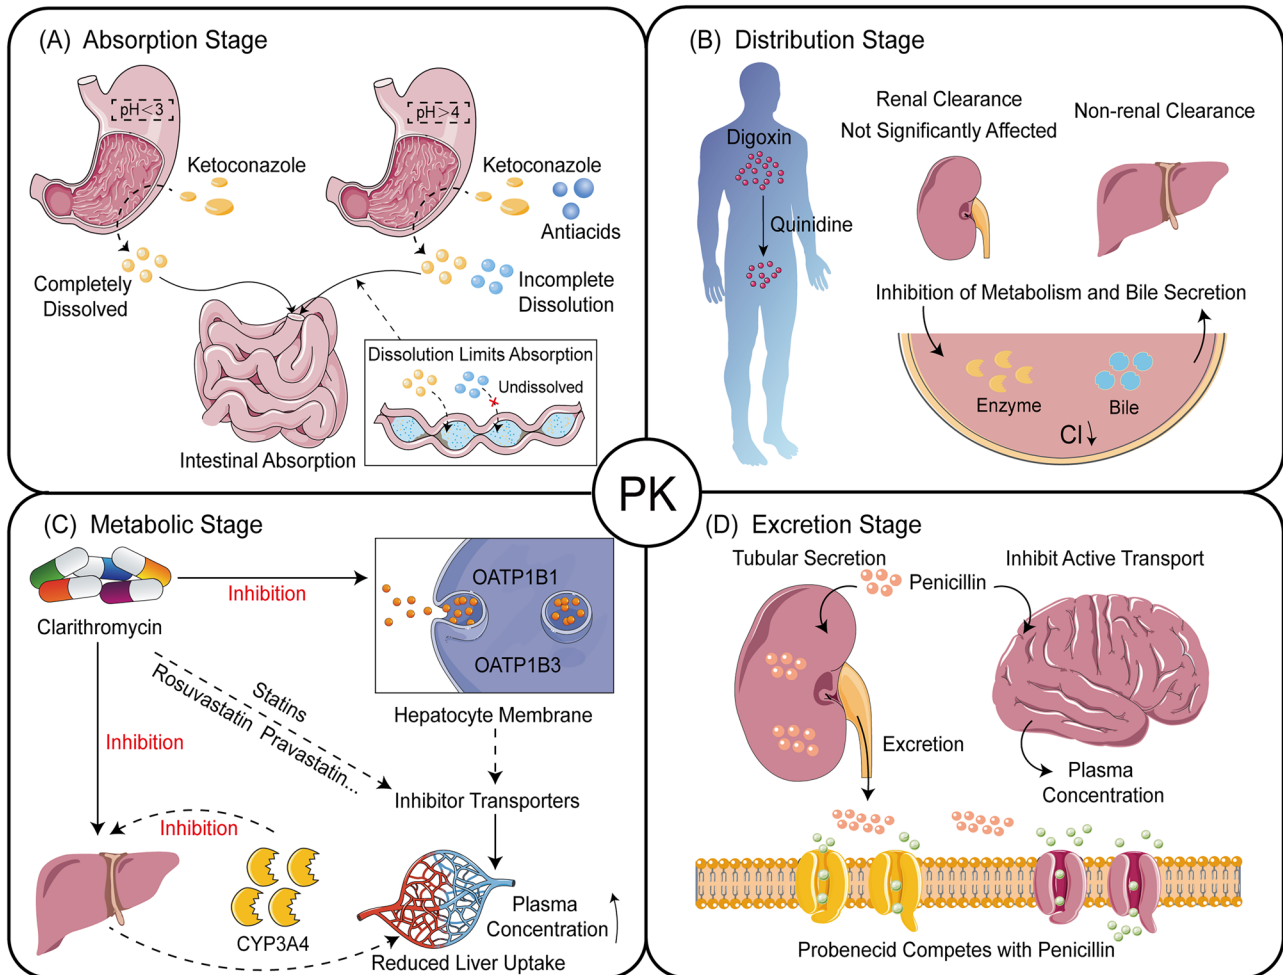 (A) Absorption Stage
pH<3
Ketoconazole
Completely
Dissolved
pH>4
Ketoconazole
Antiacids
Incomplete
Dissolution
Dissolution Limits Absorption
Undissolved
Intestinal Absorption
(B) Distribution Stage
Digoxin
Quinidine
Renal Clearance
Not Significantly Affected
Non-renal Clearance
Inhibition of Metabolism and Bile Secretion
Enzyme
Bile
Cl↓
PK
(C) Metabolic Stage
Clarithromycin
Inhibition
OATP1B1
OATP1B3
Hepatocyte Membrane
Statins
Rosuvastatin Pravastatin...
Inhibition
Inhibitor Transporters
Inhibition
CYP3A4
Plasma
Concentration
Reduced Liver Uptake
(D) Excretion Stage
Tubular Secretion
Inhibit Active Transport
Penicillin
Excretion
Plasma
Concentration
Probenecid Competes with Penicillin